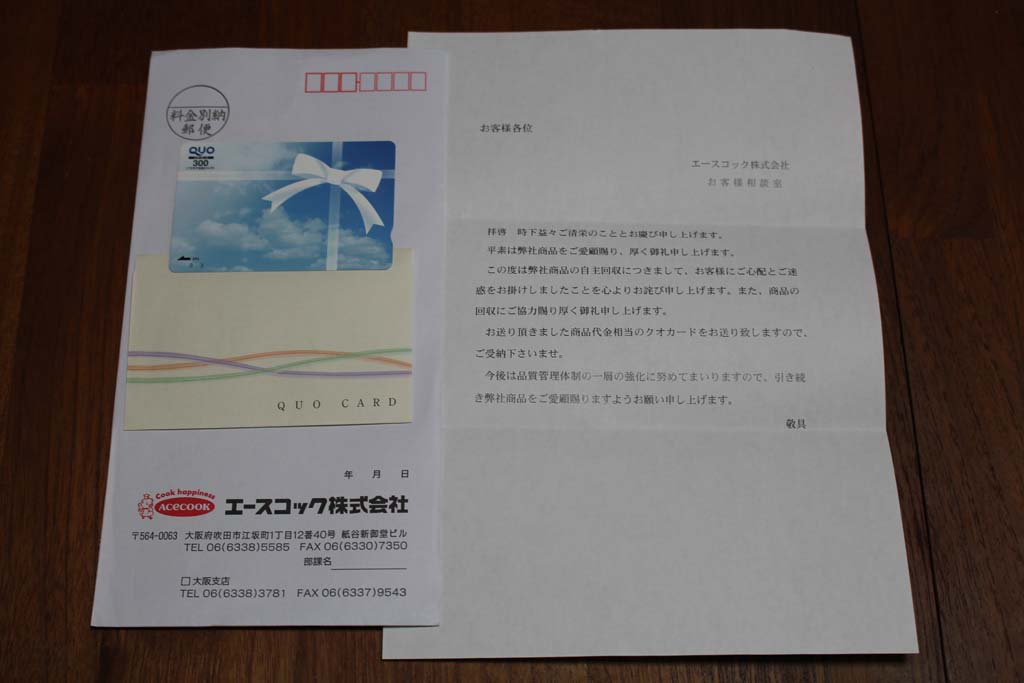 料金別納
郵便
QUO
300
QUO CARD
年 月 日
Cook happiness
ACECOOK
エースコック株式会社
〒564-0063 大阪府吹田市江坂町1丁目12番40号 紙谷新御堂ビル
TEL 06(6338)5585 FAX 06(6330)7350
部課名
□大阪支店
TEL 06(6338)3781 FAX 06(6337)9543
お客様各位
エースコック株式会社
お客様相談室
拝啓 時下益々ご清栄のこととお慶び申し上げます。
平素は弊社商品をご愛顧賜り、厚く御礼申し上げます。
この度は弊社商品の自主回収につきまして、お客様にご心配とご迷
惑をお掛けしましたことを心よりお詫び申し上げます。また、商品の
回収にご協力賜り厚く御礼申し上げます。
お送り頂きました商品代金相当のクオカードをお送り致しますので、
ご受納下さいませ。
今後は品質管理体制の一層の強化に努めてまいりますので、引き続
き弊社商品をご愛顧賜りますようお願い申し上げます。
敬具